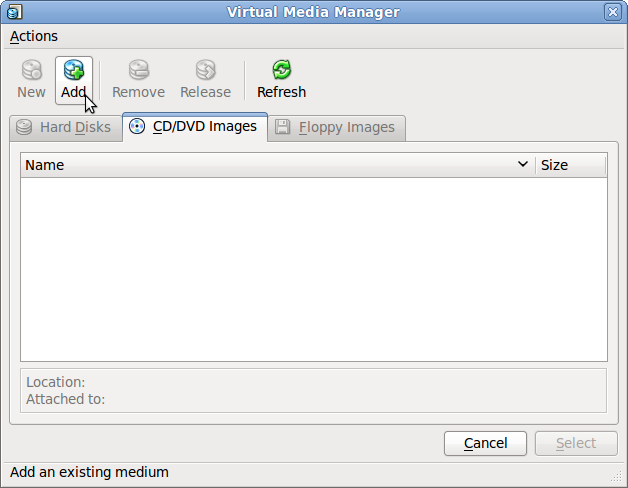 Virtual Media Manager
Actions
New Add Remove Release Refresh
Hard Disks CD/DVD Images Floppy Images
Name Size
Location:
Attached to:
Cancel Select
Add an existing medium